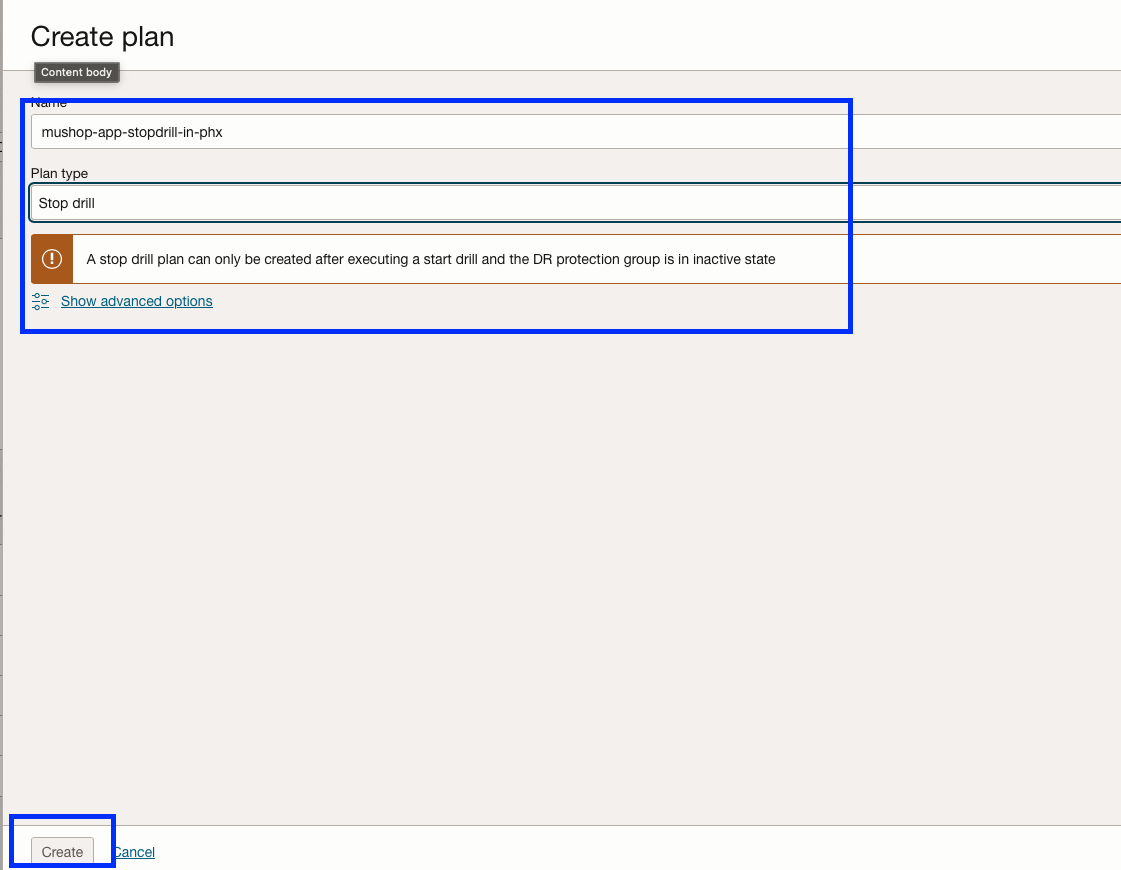 Create plan
Content body
Name
mushop-app-stopdrill-in-phx
Plan type
Stop drill
A stop drill plan can only be created after executing a start drill and the DR protection group is in inactive state
Show advanced options
Create Cancel